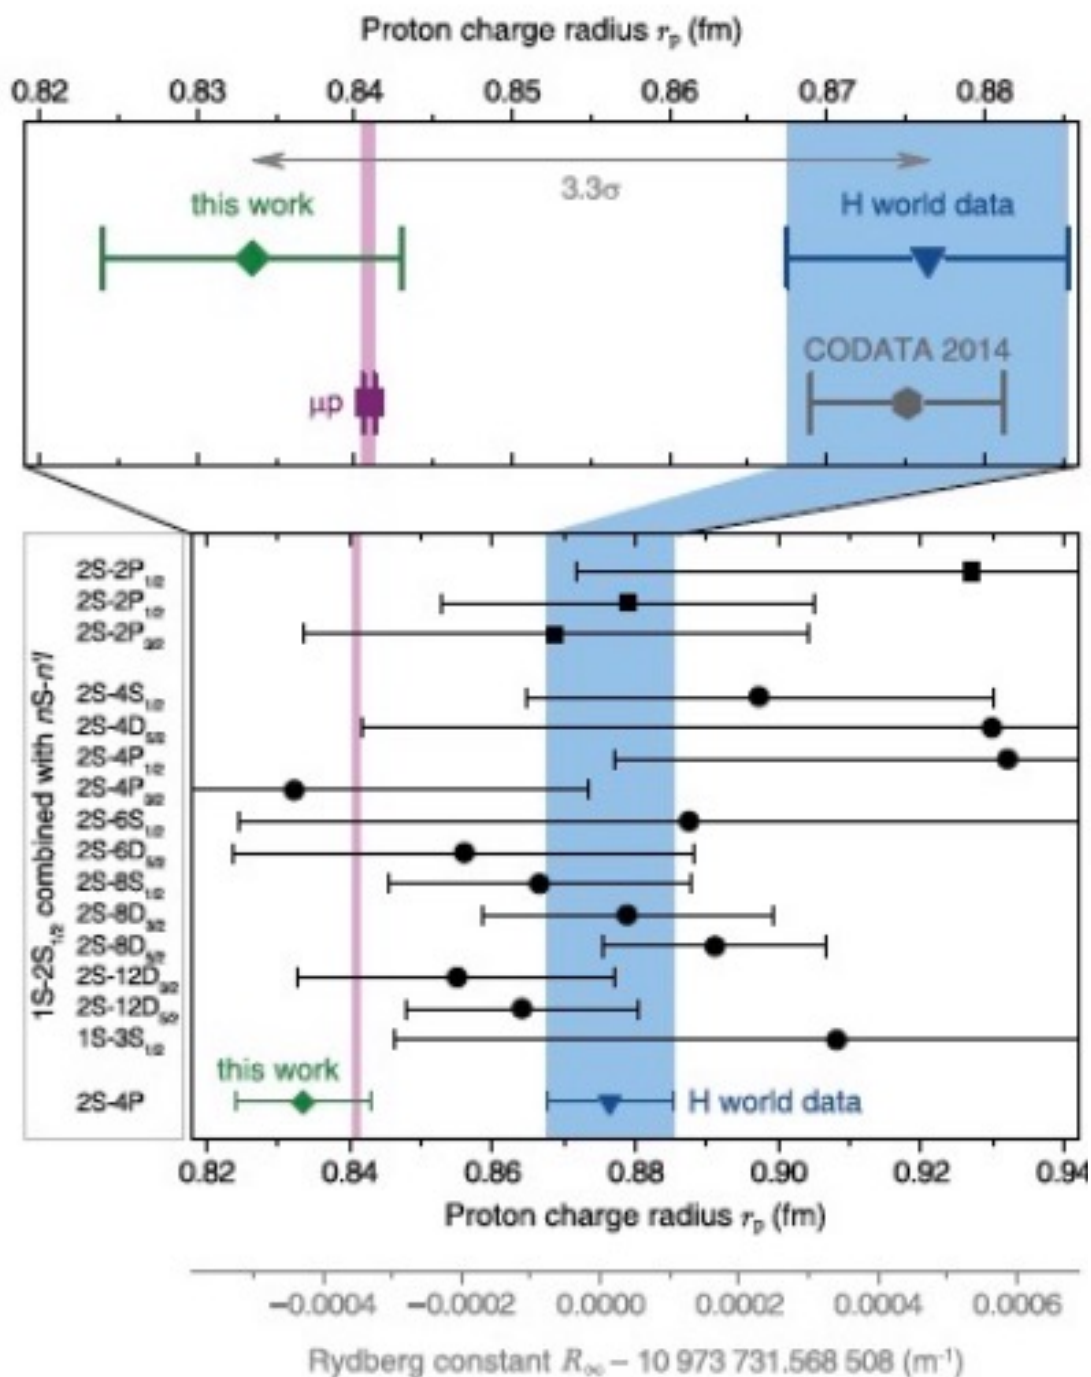 Proton charge radius rₚ (fm)
0.82 0.83 0.84 0.85 0.86 0.87 0.88
3.3σ
this work H world data
CODATA 2014
μp
1S-2S₁/₂ combined with nS-n'l
2S-2P₁/₂
2S-2P₁/₂
2S-2P₃/₂
2S-4S₁/₂
2S-4D₅/₂
2S-4P₁/₂
2S-4P₃/₂
2S-6S₁/₂
2S-6D₅/₂
2S-8S₁/₂
2S-8D₃/₂
2S-8D₅/₂
2S-12D₃/₂
2S-12D₅/₂
1S-3S₁/₂
this work
2S-4P H world data
0.82 0.84 0.86 0.88 0.90 0.92 0.94
Proton charge radius rₚ (fm)
−0.0004 −0.0002 0.0000 0.0002 0.0004 0.0006
Rydberg constant R∞ − 10 973 731.568 508 (m⁻¹)